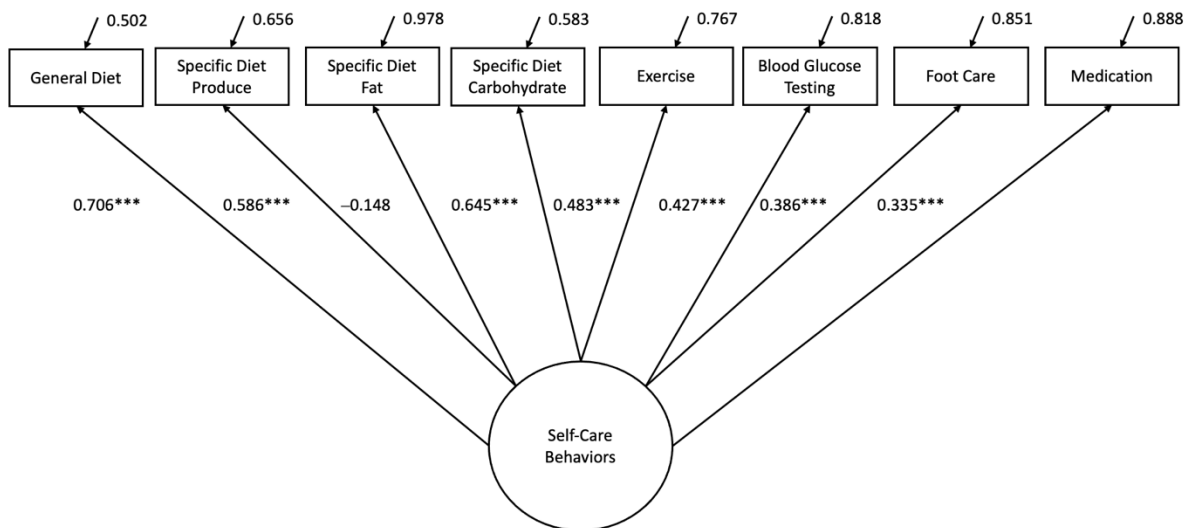 0.502
0.656
0.978
0.583
0.767
0.818
0.851
0.888
General Diet
Specific Diet
Produce
Specific Diet
Fat
Specific Diet
Carbohydrate
Exercise
Blood Glucose
Testing
Foot Care
Medication
0.706***
0.586***
−0.148
0.645***
0.483***
0.427***
0.386***
0.335***
Self-Care
Behaviors